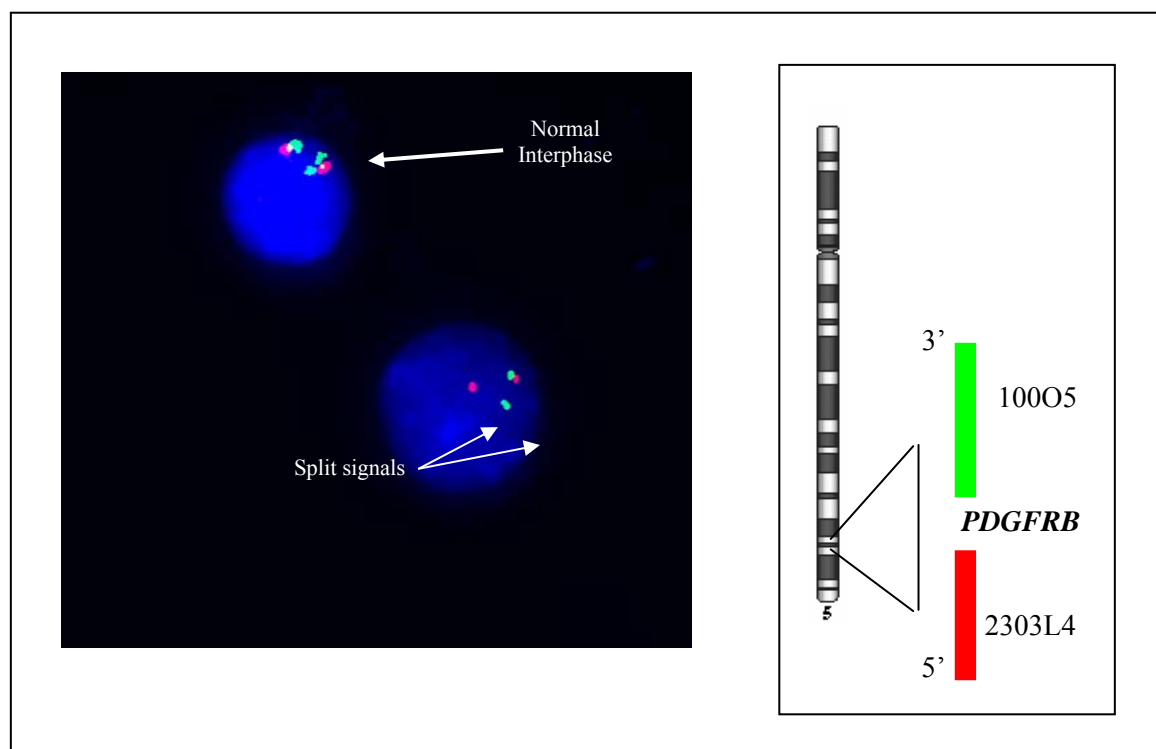 Normal
Interphase
Split signals
3’
100O5
PDGFRB
2303L4
5’
5